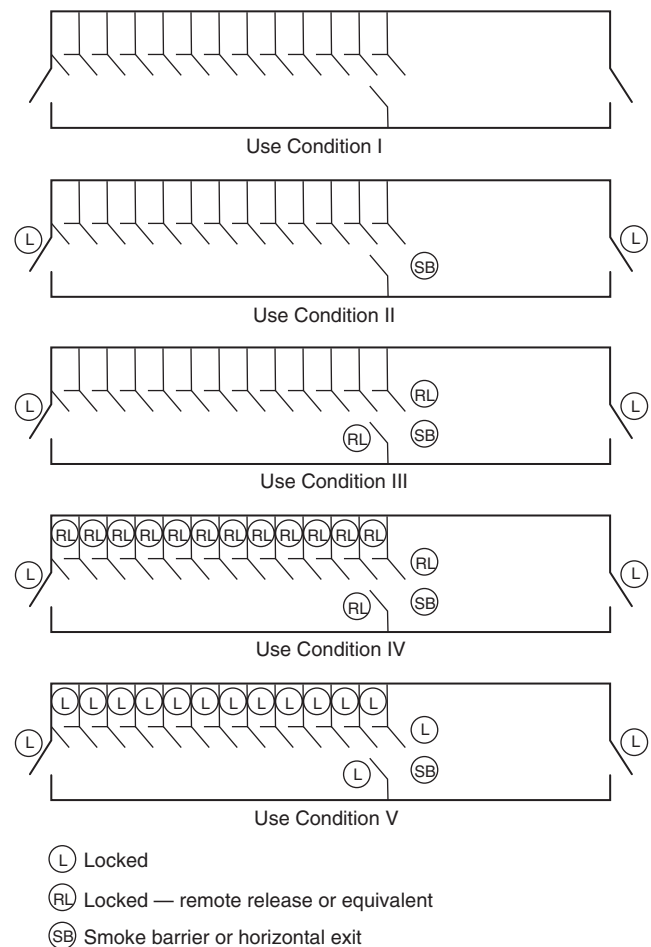 Use Condition I
L L
SB
Use Condition II
RL
L L
RL SB
Use Condition III
RL RL RL RL RL RL RL RL RL RL RL RL
RL
L L
RL SB
Use Condition IV
L L L L L L L L L L L L
L
L L
L SB
Use Condition V
L Locked
RL Locked — remote release or equivalent
SB Smoke barrier or horizontal exit